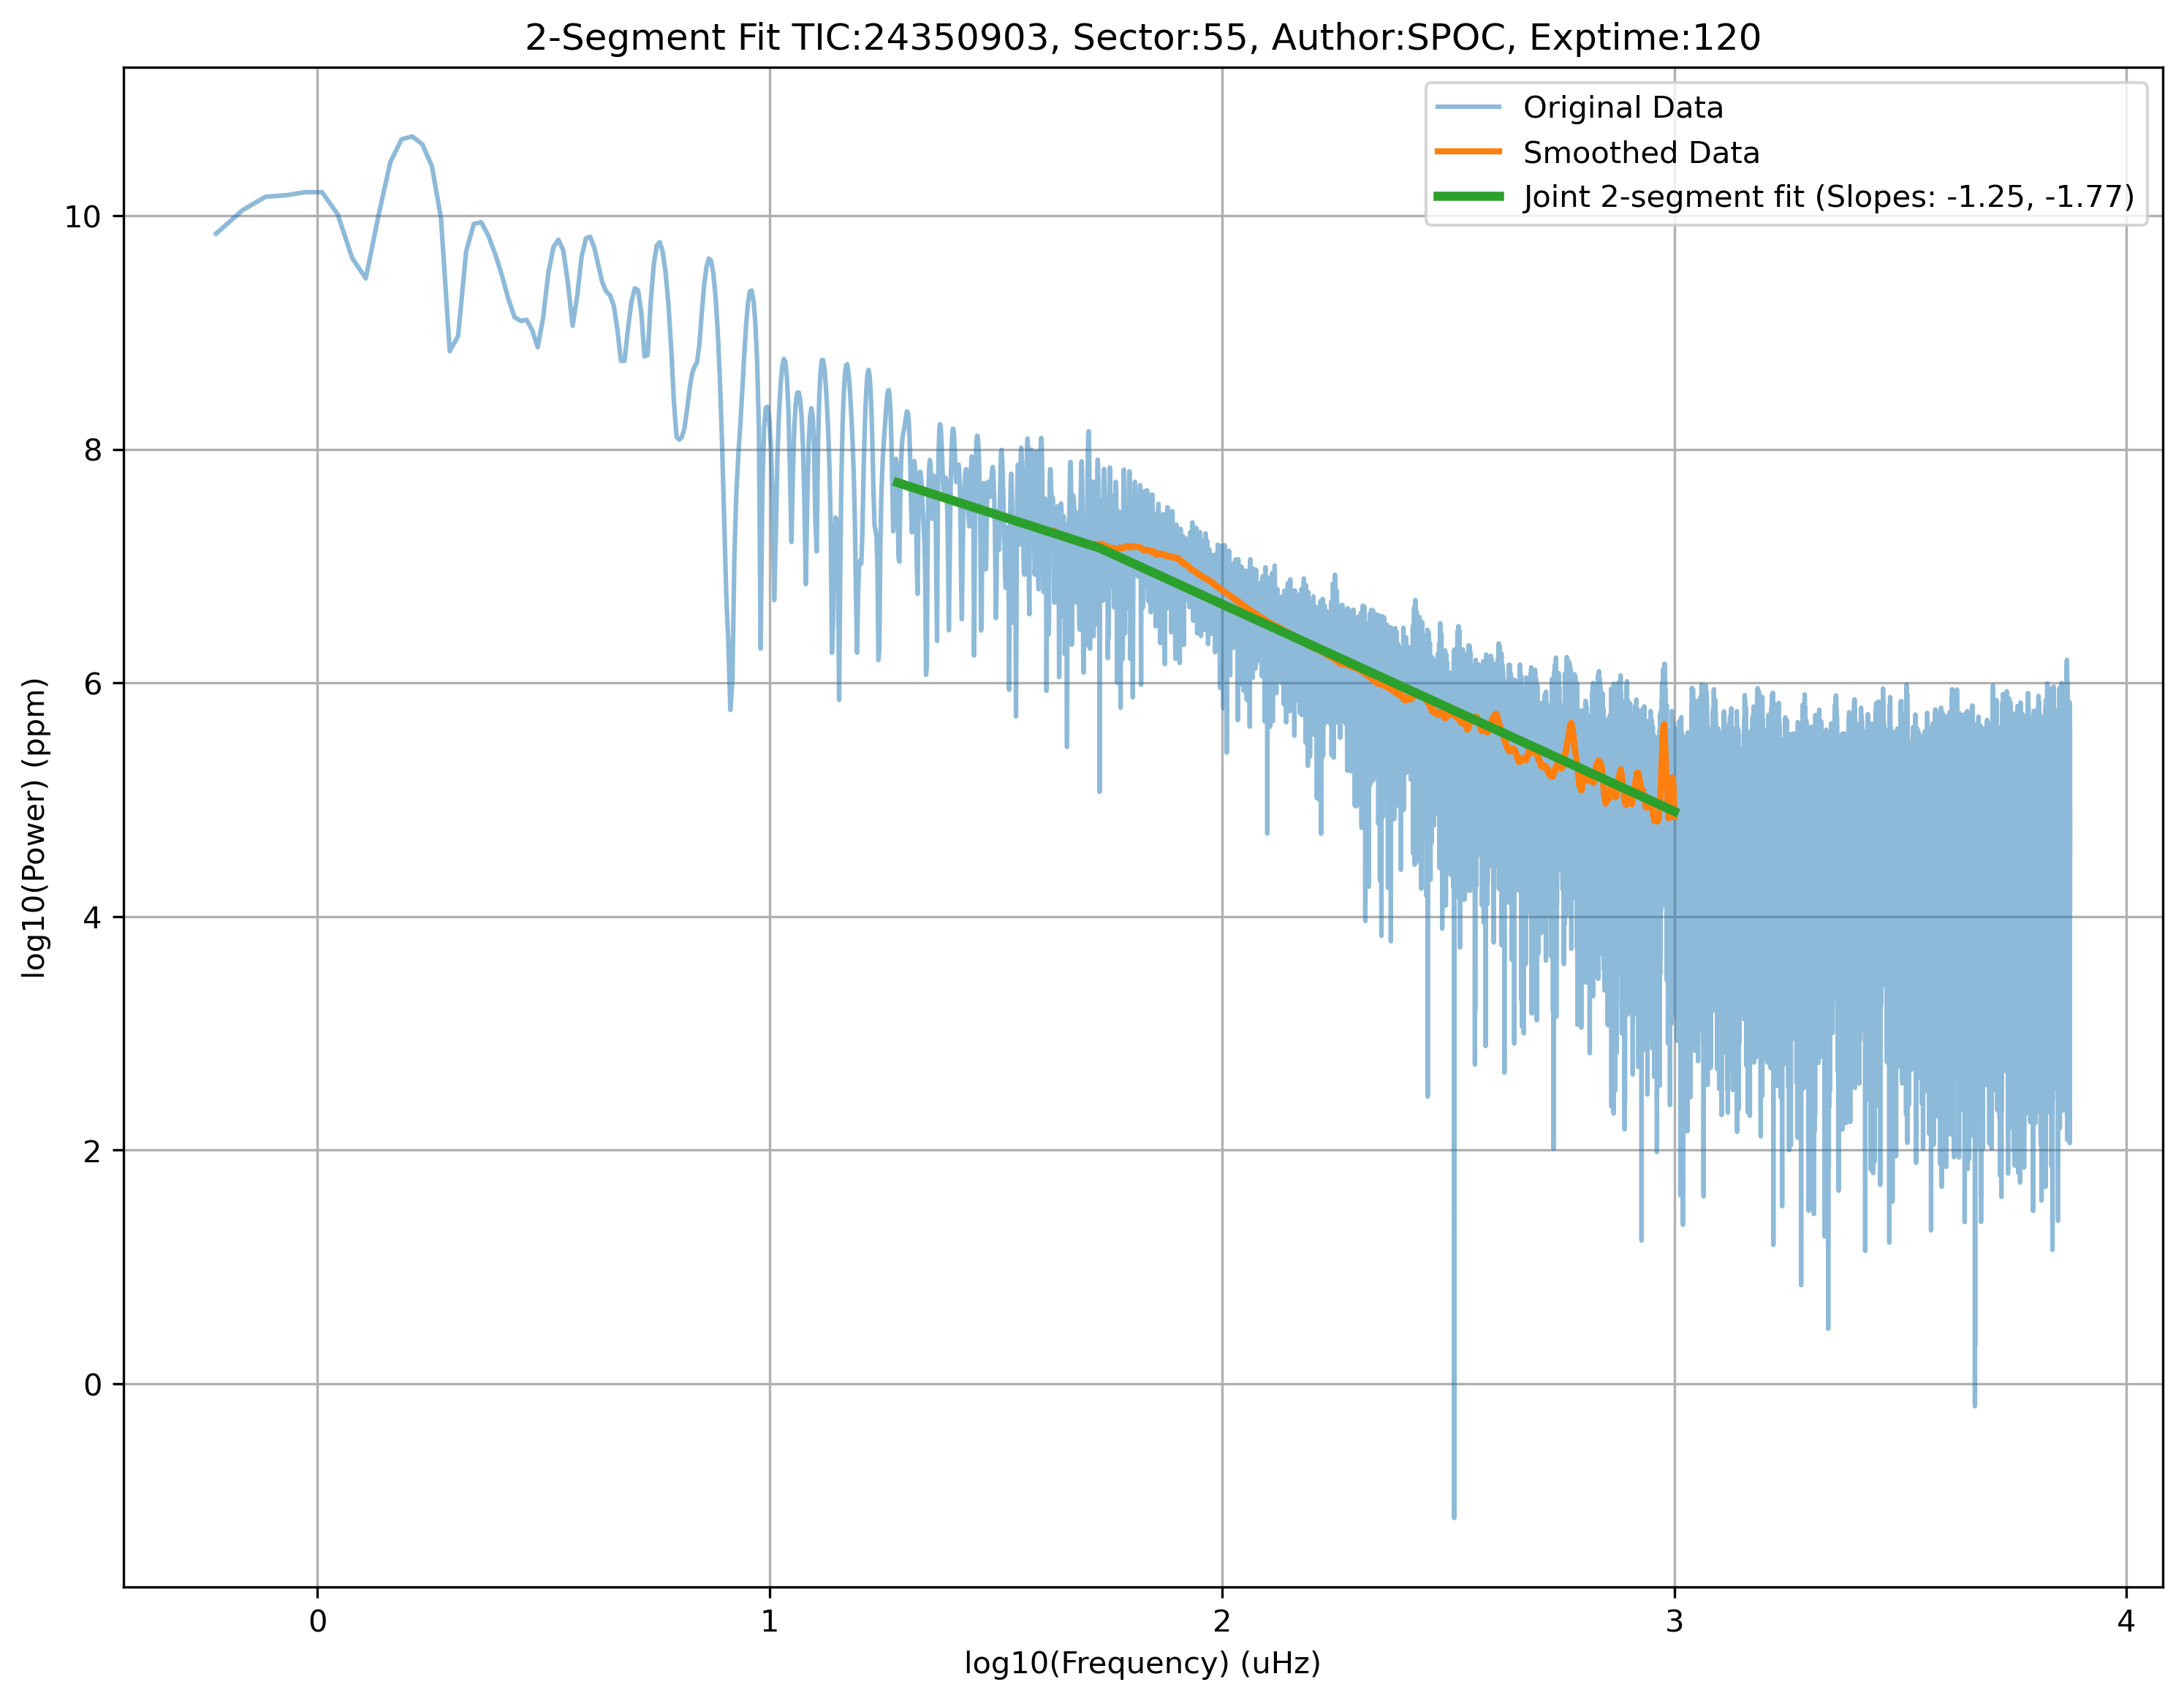 2-Segment Fit TIC:24350903, Sector:55, Author:SPOC, Exptime:120
Original Data
Smoothed Data
Joint 2-segment fit (Slopes: -1.25, -1.77)
log10(Power) (ppm)
10
8
6
4
2
0
0 1 2 3 4
log10(Frequency) (uHz)